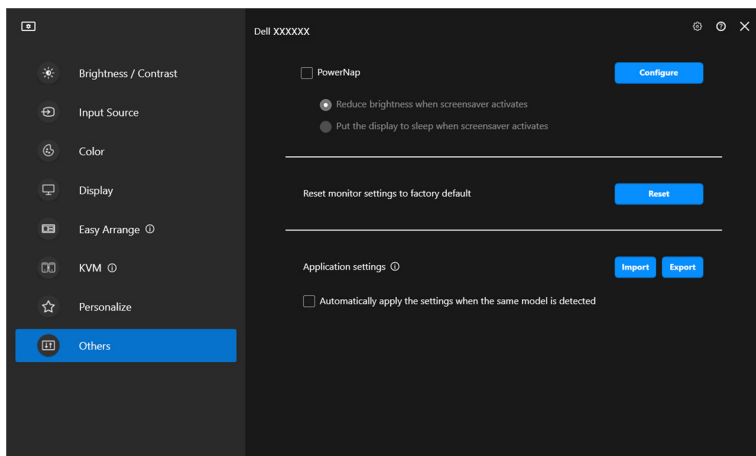 Dell XXXXXX
Brightness / Contrast
Input Source
Color
Display
Easy Arrange
KVM
Personalize
Others
PowerNap
Configure
Reduce brightness when screensaver activates
Put the display to sleep when screensaver activates
Reset monitor settings to factory default
Reset
Application settings
Import
Export
Automatically apply the settings when the same model is detected